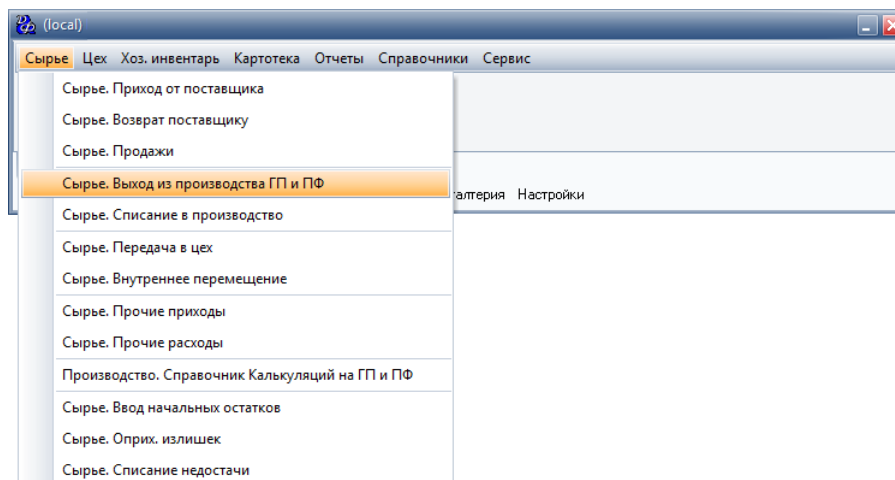 (local)
Сырье Цех Хоз. инвентарь Картотека Отчеты Справочники Сервис
Сырье. Приход от поставщика
Сырье. Возврат поставщику
Сырье. Продажи
Сырье. Выход из производства ГП и ПФ
Настройки
Сырье. Списание в производство
Сырье. Передача в цех
Сырье. Внутреннее перемещение
Сырье. Прочие приходы
Сырье. Прочие расходы
Производство. Справочник Калькуляций на ГП и ПФ
Сырье. Ввод начальных остатков
Сырье. Оприх. излишек
Сырье. Списание недостачи